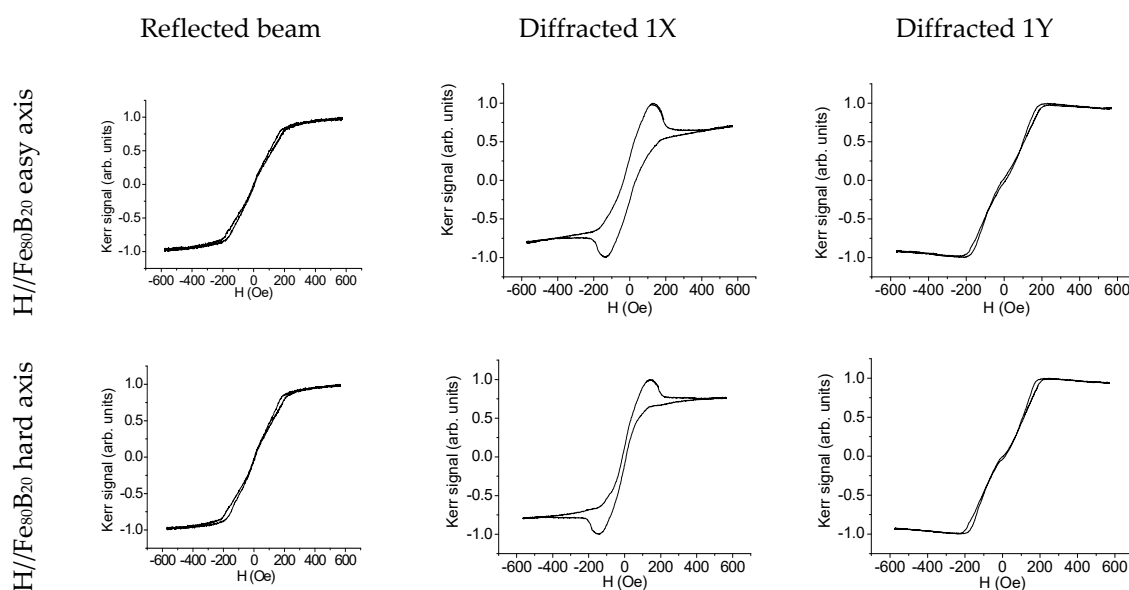 Reflected beam
Diffracted 1X
Diffracted 1Y
H//Fe80B20 easy axis
Kerr signal (arb. units)
1.0
0.5
0.0
-0.5
-1.0
-600 -400 -200 0 200 400 600
H (Oe)
Kerr signal (arb. units)
1.0
0.5
0.0
-0.5
-1.0
-600 -400 -200 0 200 400 600
H (Oe)
Kerr signal (arb. units)
1.0
0.5
0.0
-0.5
-1.0
-600 -400 -200 0 200 400 600
H (Oe)
H//Fe80B20 hard axis
Kerr signal (arb. units)
1.0
0.5
0.0
-0.5
-1.0
-600 -400 -200 0 200 400 600
H (Oe)
Kerr signal (arb. units)
1.0
0.5
0.0
-0.5
-1.0
-600 -400 -200 0 200 400 600
H (Oe)
Kerr signal (arb. units)
1.0
0.5
0.0
-0.5
-1.0
-600 -400 -200 0 200 400 600
H (Oe)